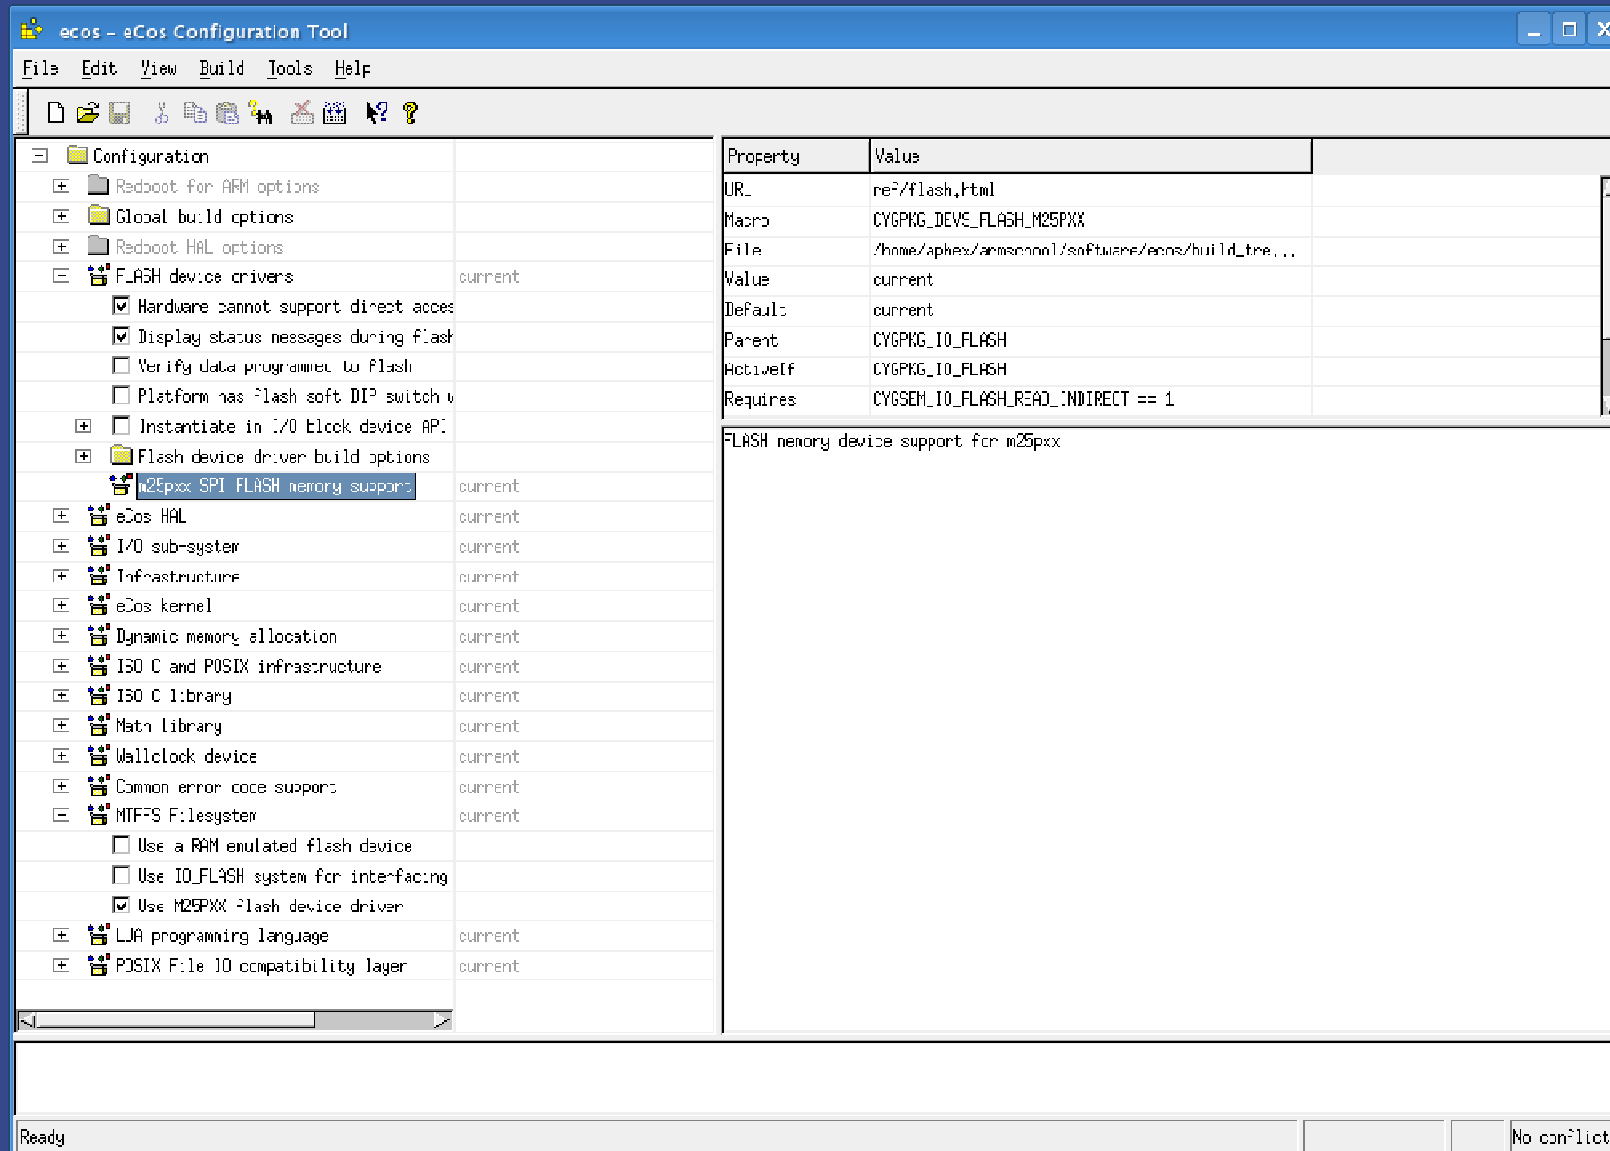 ecos - eCos Configuration Tool
File Edit View Build Tools Help
Configuration
Redboot for ARM options
Global build options
Redboot HAL options
FLASH device drivers current
Hardware cannot support direct acces
Display status messages during flash
Verify data programmed to flash
Platform has flash soft DIP switch w
Instantiate in I/O block device API
Flash device driver build options
m25pxx SPI FLASH memory support current
eCos HAL current
I/O sub-system current
Infrastructure current
eCos kernel current
Dynamic memory allocation current
ISO C and POSIX infrastructure current
ISO C library current
Math library current
Wallclock device current
Common error code support current
MTFFS Filesystem current
Use a RAM emulated flash device
Use IO_FLASH system for interfacing
Use M25PXX flash device driver
LUA programming language current
POSIX File IO compatibility layer current
Property Value
URL ref/flash.html
Macro CYGPKG_DEVS_FLASH_M25PXX
File /home/aphex/armschool/software/ecos/build_tre...
Value current
Default current
Parent CYGPKG_IO_FLASH
ActiveIf CYGPKG_IO_FLASH
Requires CYGSEM_IO_FLASH_READ_INDIRECT == 1
FLASH memory device support for m25pxx
Ready
No conflict